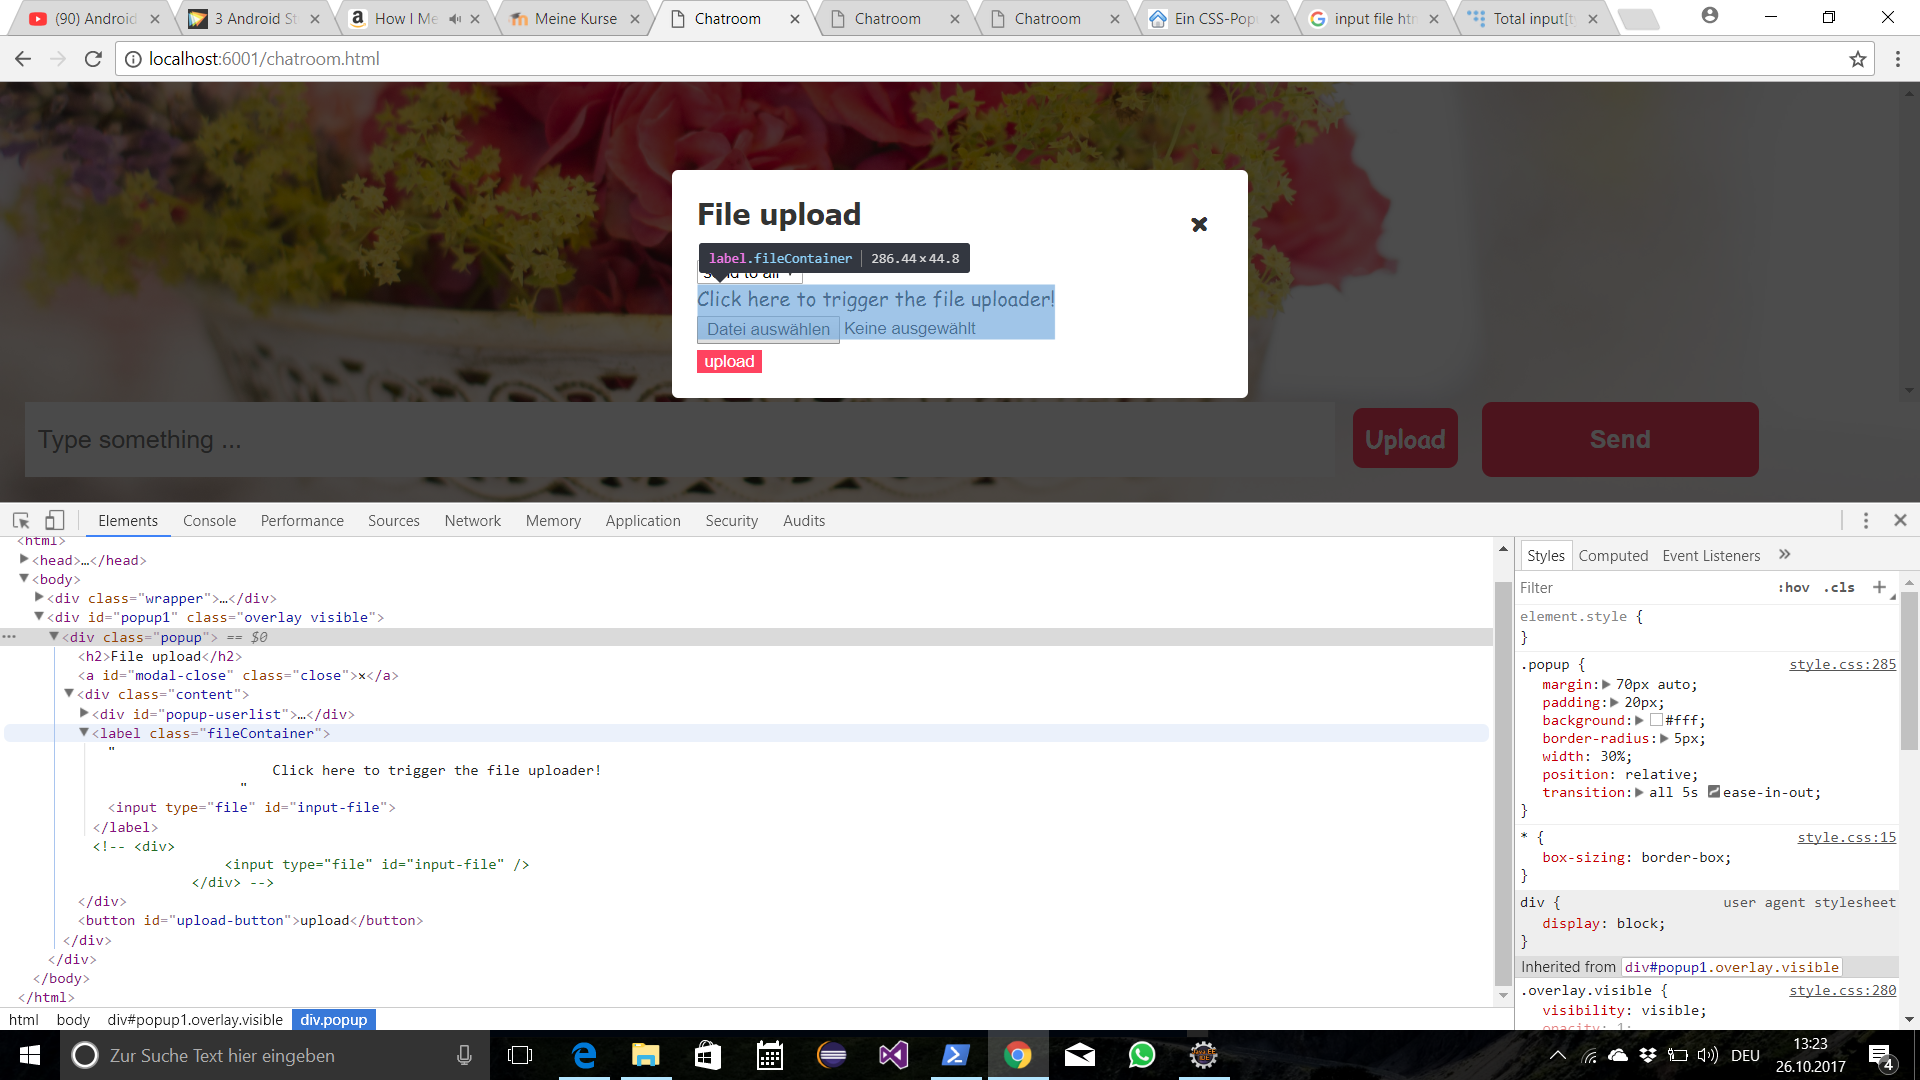 (90) Android
3 Android St
How I Me
Meine Kurse
Chatroom
Chatroom
Chatroom
Ein CSS-Popu
input file htm
Total input[ty
localhost:6001/chatroom.html
File upload
×
label.fileContainer 286.44 × 44.8
send to all
Click here to trigger the file uploader!
Datei auswählen Keine ausgewählt
upload
Type something ...
Upload
Send
Elements Console Performance Sources Network Memory Application Security Audits
<html>
<head>…</head>
<body>
<div class="wrapper">…</div>
<div id="popup1" class="overlay visible">
<div class="popup"> == $0
<h2>File upload</h2>
<a id="modal-close" class="close">×</a>
<div class="content">
<div id="popup-userlist">…</div>
<label class="fileContainer">
"
Click here to trigger the file uploader!
"
<input type="file" id="input-file">
</label>
<!-- <div>
<input type="file" id="input-file" />
</div> -->
</div>
<button id="upload-button">upload</button>
</div>
</div>
</body>
</html>
html body div#popup1.overlay.visible div.popup
Styles Computed Event Listeners »
Filter :hov .cls +
element.style {
}
.popup { style.css:285
margin: 70px auto;
padding: 20px;
background: #fff;
border-radius: 5px;
width: 30%;
position: relative;
transition: all 5s ease-in-out;
}
* { style.css:15
box-sizing: border-box;
}
div { user agent stylesheet
display: block;
}
Inherited from div#popup1.overlay.visible
.overlay.visible { style.css:280
visibility: visible;
opacity: 1;
Zur Suche Text hier eingeben
DEU
13:23
26.10.2017
4